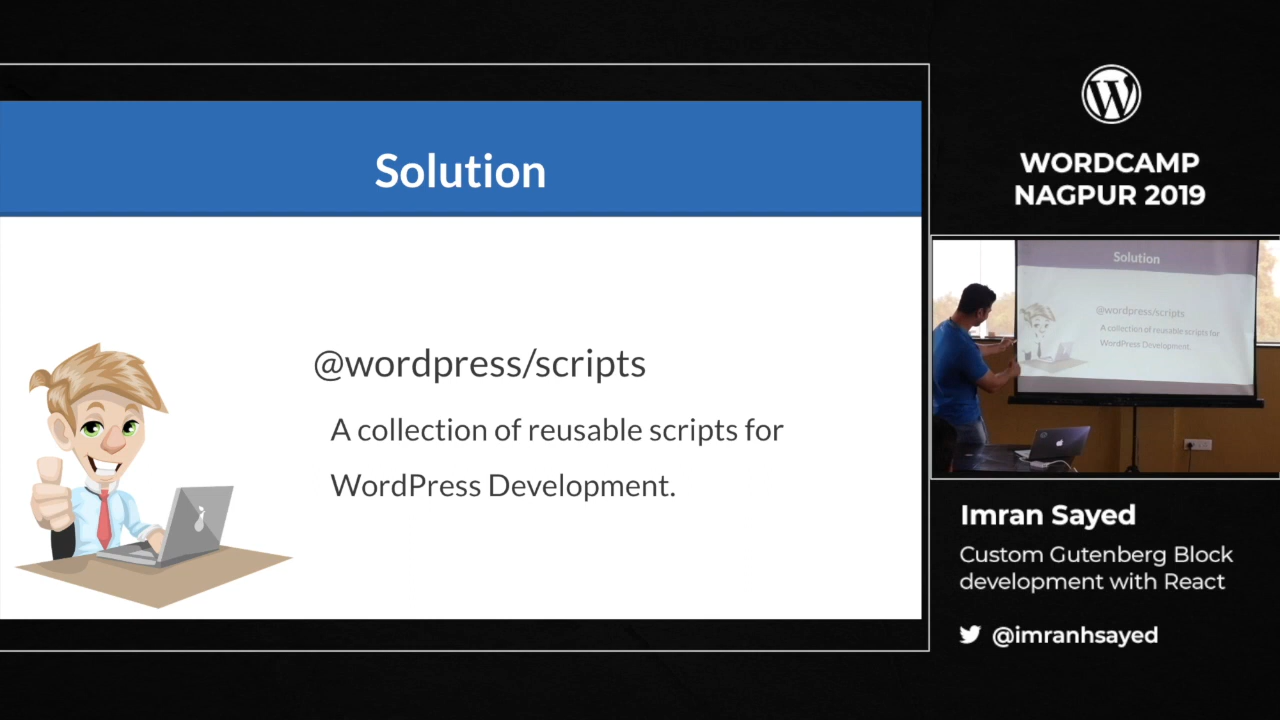 Solution
@wordpress/scripts
A collection of reusable scripts for
WordPress Development.
WORDCAMP
NAGPUR 2019
Solution
@wordpress/scripts
A collection of reusable scripts for
WordPress Development.
Imran Sayed
Custom Gutenberg Block
development with React
@imranhsayed